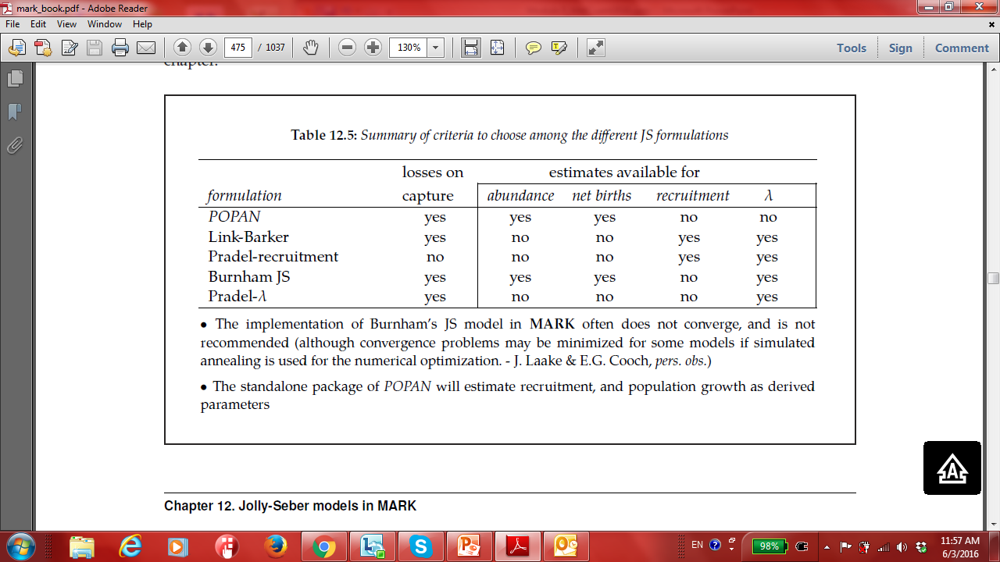 mark_book.pdf - Adobe Reader
File Edit View Window Help
475 / 1037 130% Tools Sign Comment
chapter.
Table 12.5: Summary of criteria to choose among the different JS formulations
losses on estimates available for
formulation capture abundance net births recruitment λ
POPAN yes yes yes no no
Link-Barker yes no no yes yes
Pradel-recruitment no no no yes yes
Burnham JS yes yes yes no yes
Pradel-λ yes no no no yes
• The implementation of Burnham's JS model in MARK often does not converge, and is not
recommended (although convergence problems may be minimized for some models if simulated
annealing is used for the numerical optimization. - J. Laake & E.G. Cooch, pers. obs.)
• The standalone package of POPAN will estimate recruitment, and population growth as derived
parameters
A
Chapter 12. Jolly-Seber models in MARK
EN 98% 11:57 AM
6/3/2016